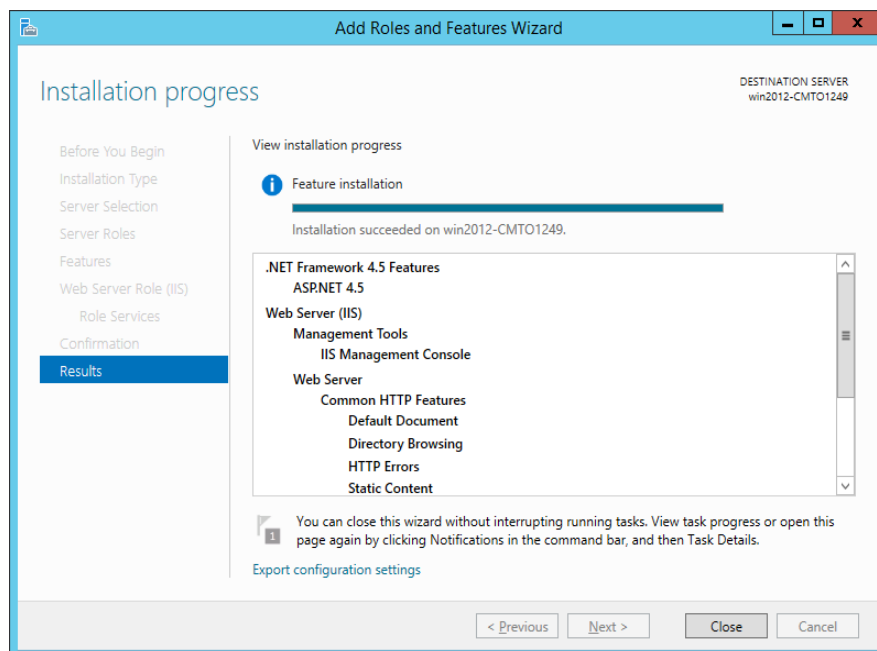 Add Roles and Features Wizard
Installation progress
DESTINATION SERVER
win2012-CMTO1249
Before You Begin
Installation Type
Server Selection
Server Roles
Features
Web Server Role (IIS)
Role Services
Confirmation
Results
View installation progress
Feature installation
Installation succeeded on win2012-CMTO1249.
.NET Framework 4.5 Features
ASP.NET 4.5
Web Server (IIS)
Management Tools
IIS Management Console
Web Server
Common HTTP Features
Default Document
Directory Browsing
HTTP Errors
Static Content
1
You can close this wizard without interrupting running tasks. View task progress or open this
page again by clicking Notifications in the command bar, and then Task Details.
Export configuration settings
< Previous
Next >
Close
Cancel